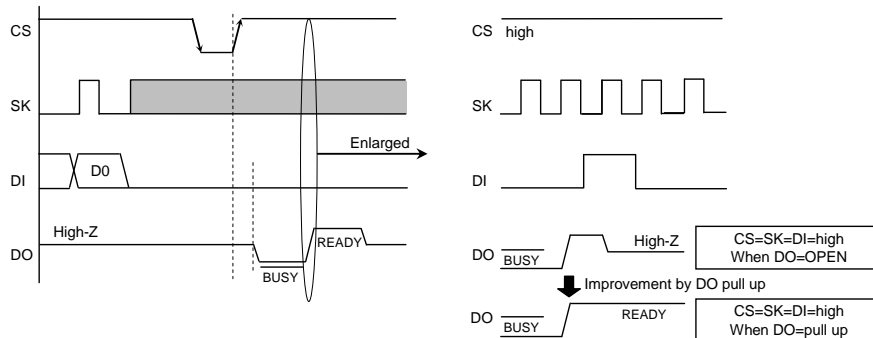 CS
SK
DI
D0
Enlarged
High-Z
DO
BUSY
READY
CS high
SK
DI
DO
BUSY
High-Z
CS=SK=DI=high
When DO=OPEN
Improvement by DO pull up
DO
BUSY
READY
CS=SK=DI=high
When DO=pull up